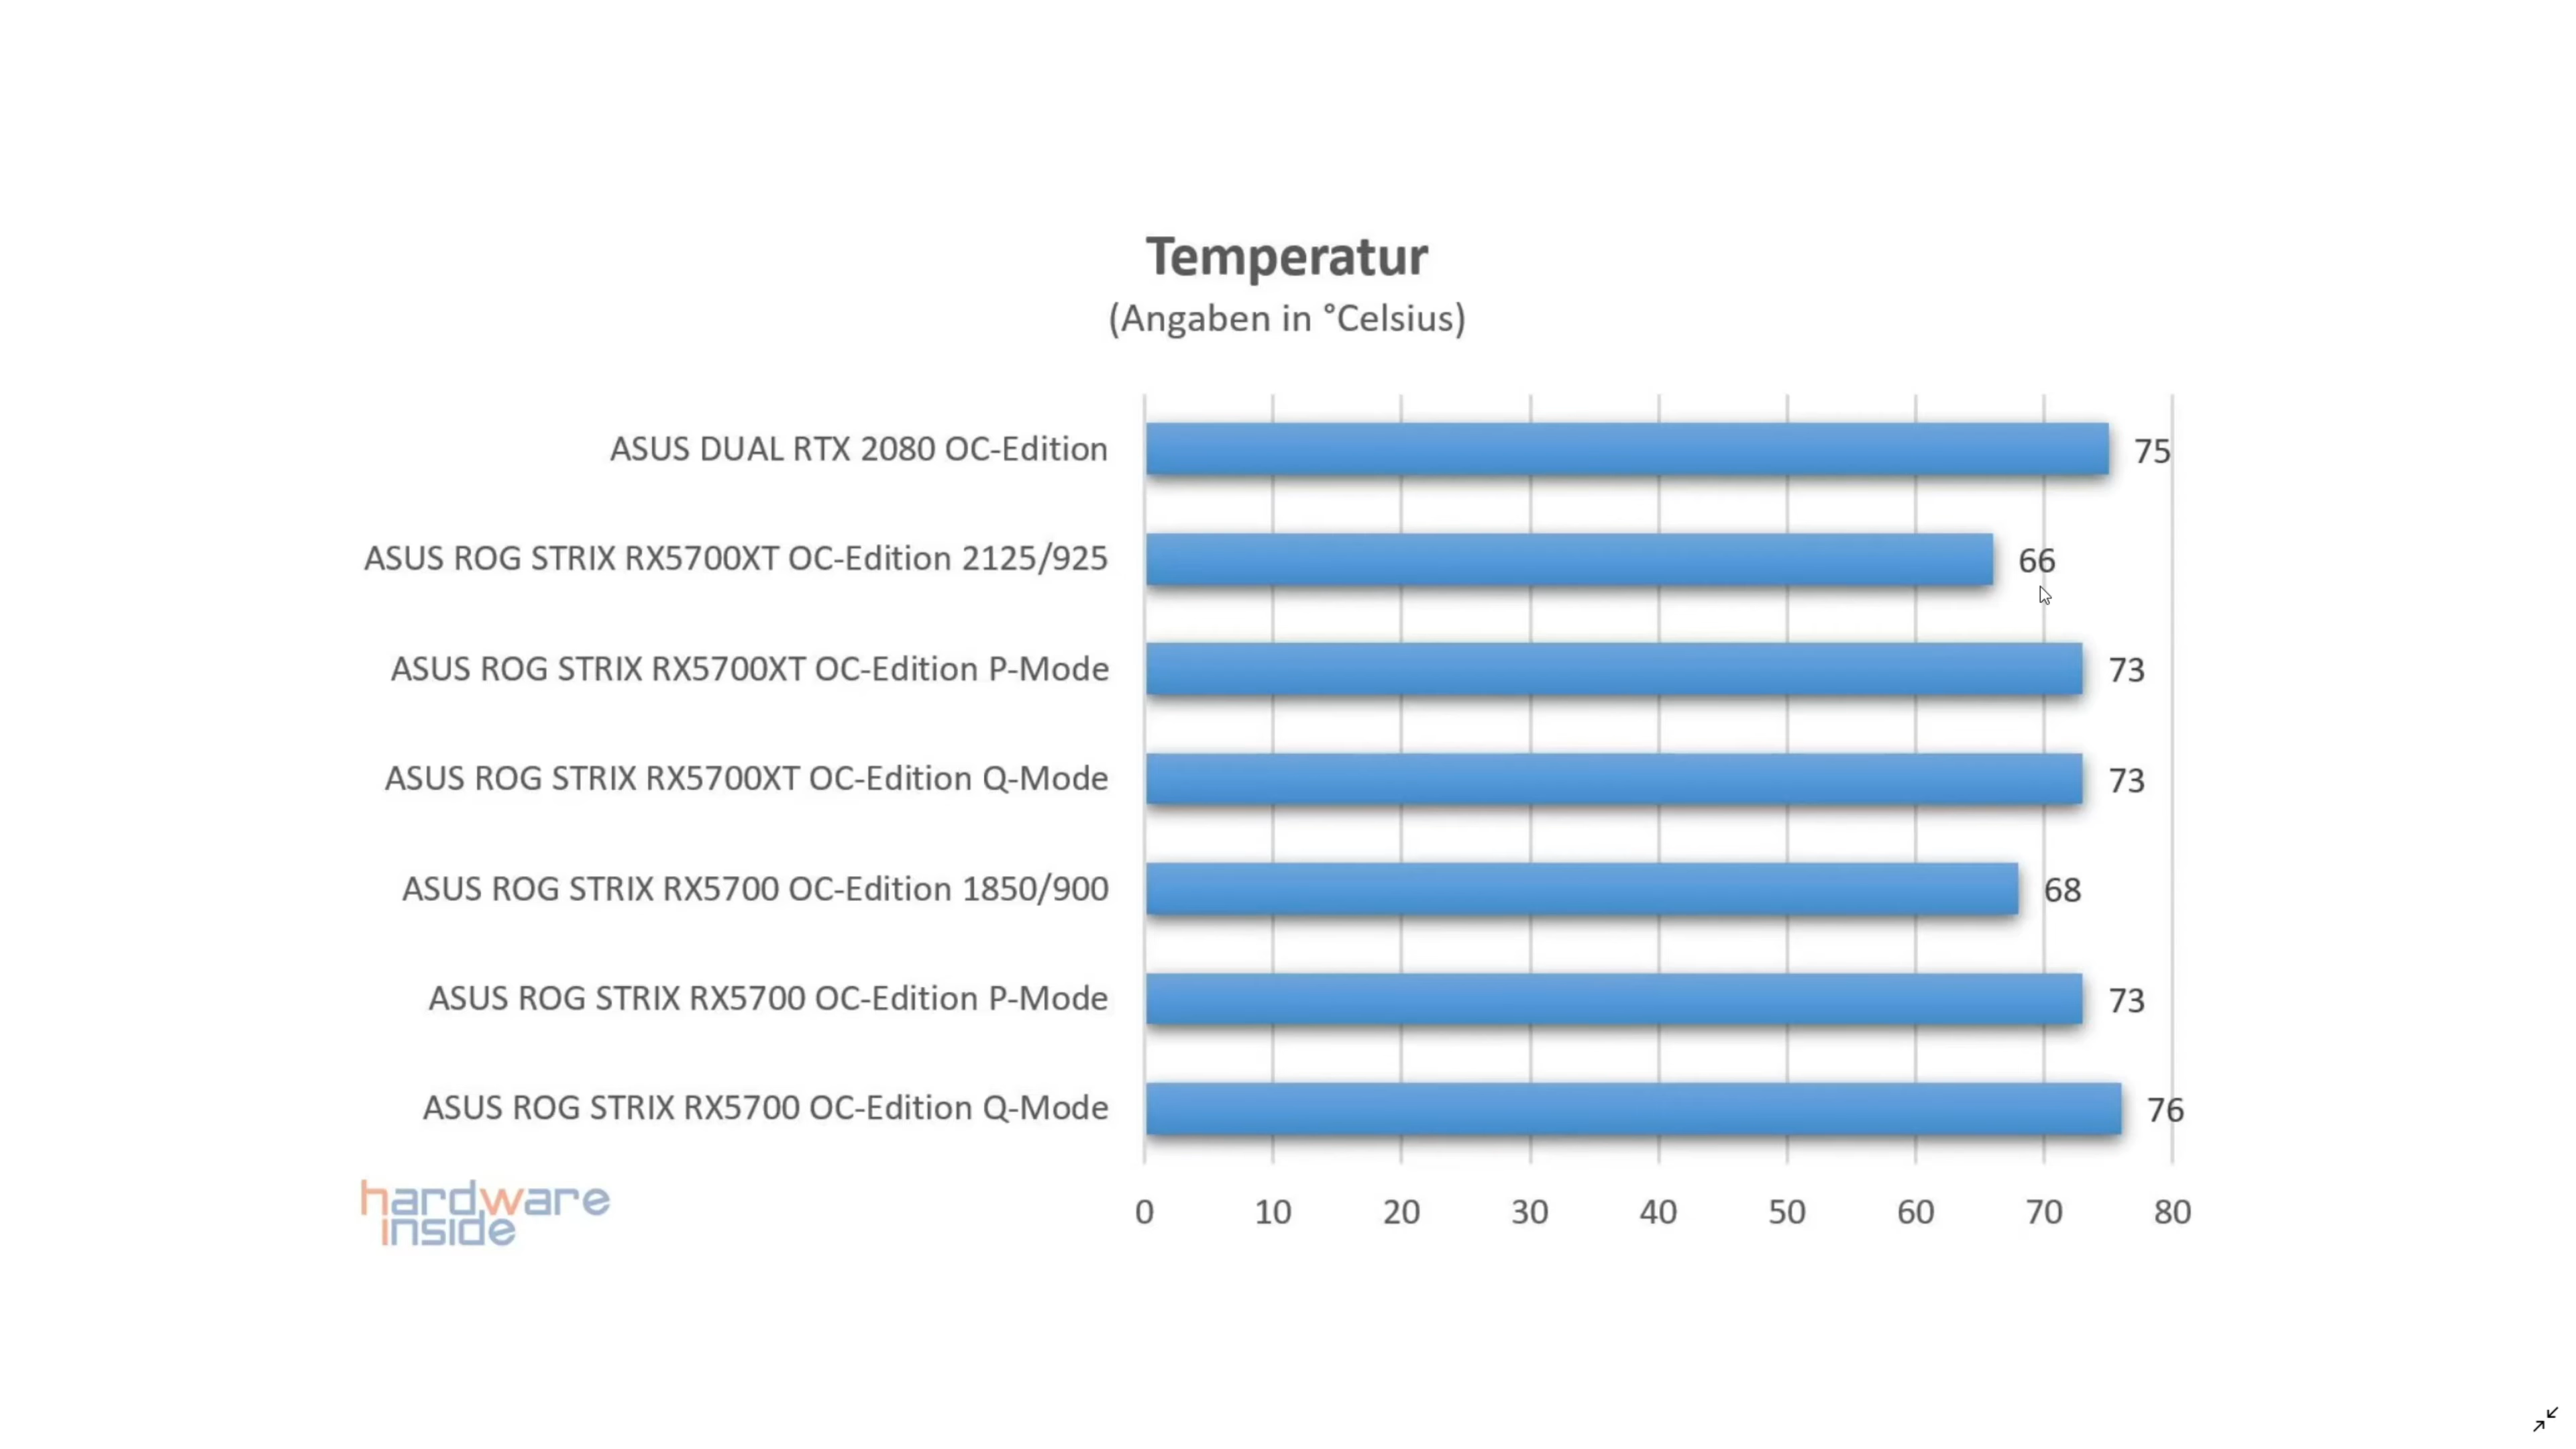 Temperatur
(Angaben in °Celsius)
ASUS DUAL RTX 2080 OC-Edition 75
ASUS ROG STRIX RX5700XT OC-Edition 2125/925 66
ASUS ROG STRIX RX5700XT OC-Edition P-Mode 73
ASUS ROG STRIX RX5700XT OC-Edition Q-Mode 73
ASUS ROG STRIX RX5700 OC-Edition 1850/900 68
ASUS ROG STRIX RX5700 OC-Edition P-Mode 73
ASUS ROG STRIX RX5700 OC-Edition Q-Mode 76
0 10 20 30 40 50 60 70 80
hardware
inside